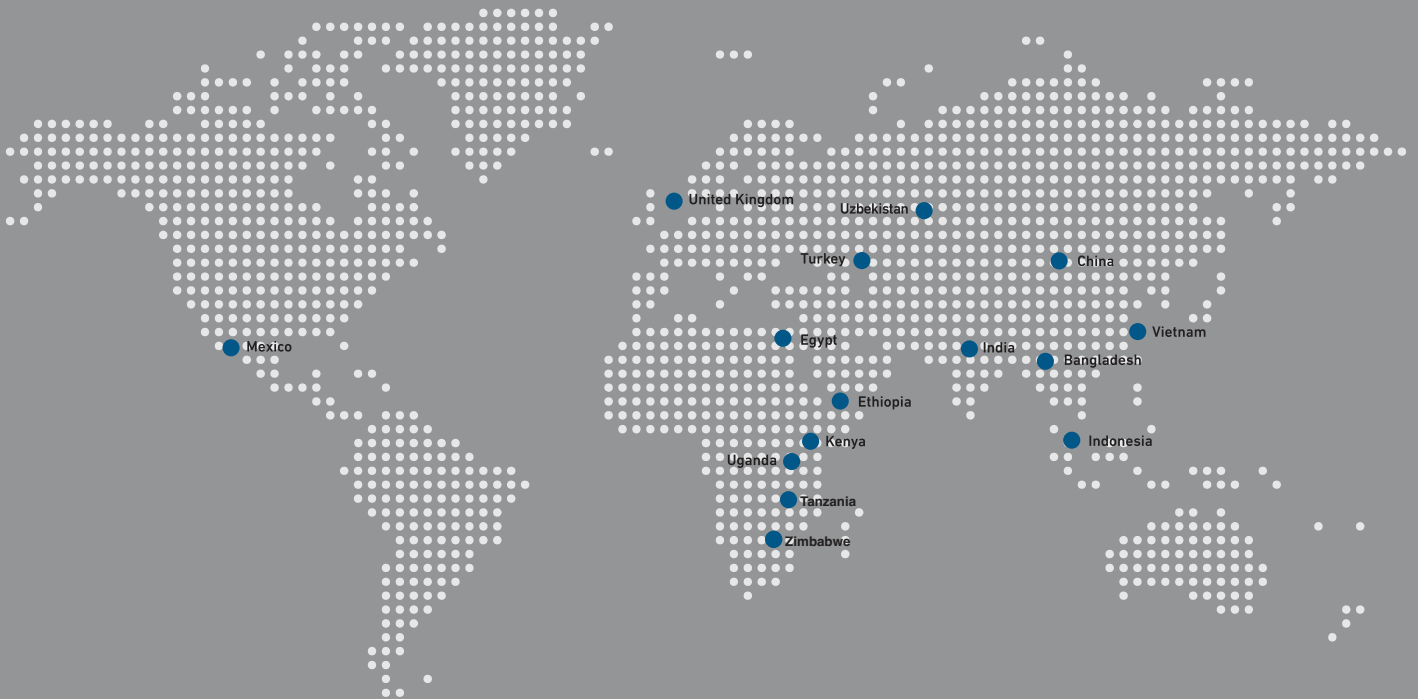 United Kingdom
Uzbekistan
Turkey
China
Vietnam
Egypt
Mexico
India
Bangladesh
Ethiopia
Kenya
Indonesia
Uganda
Tanzania
Zimbabwe